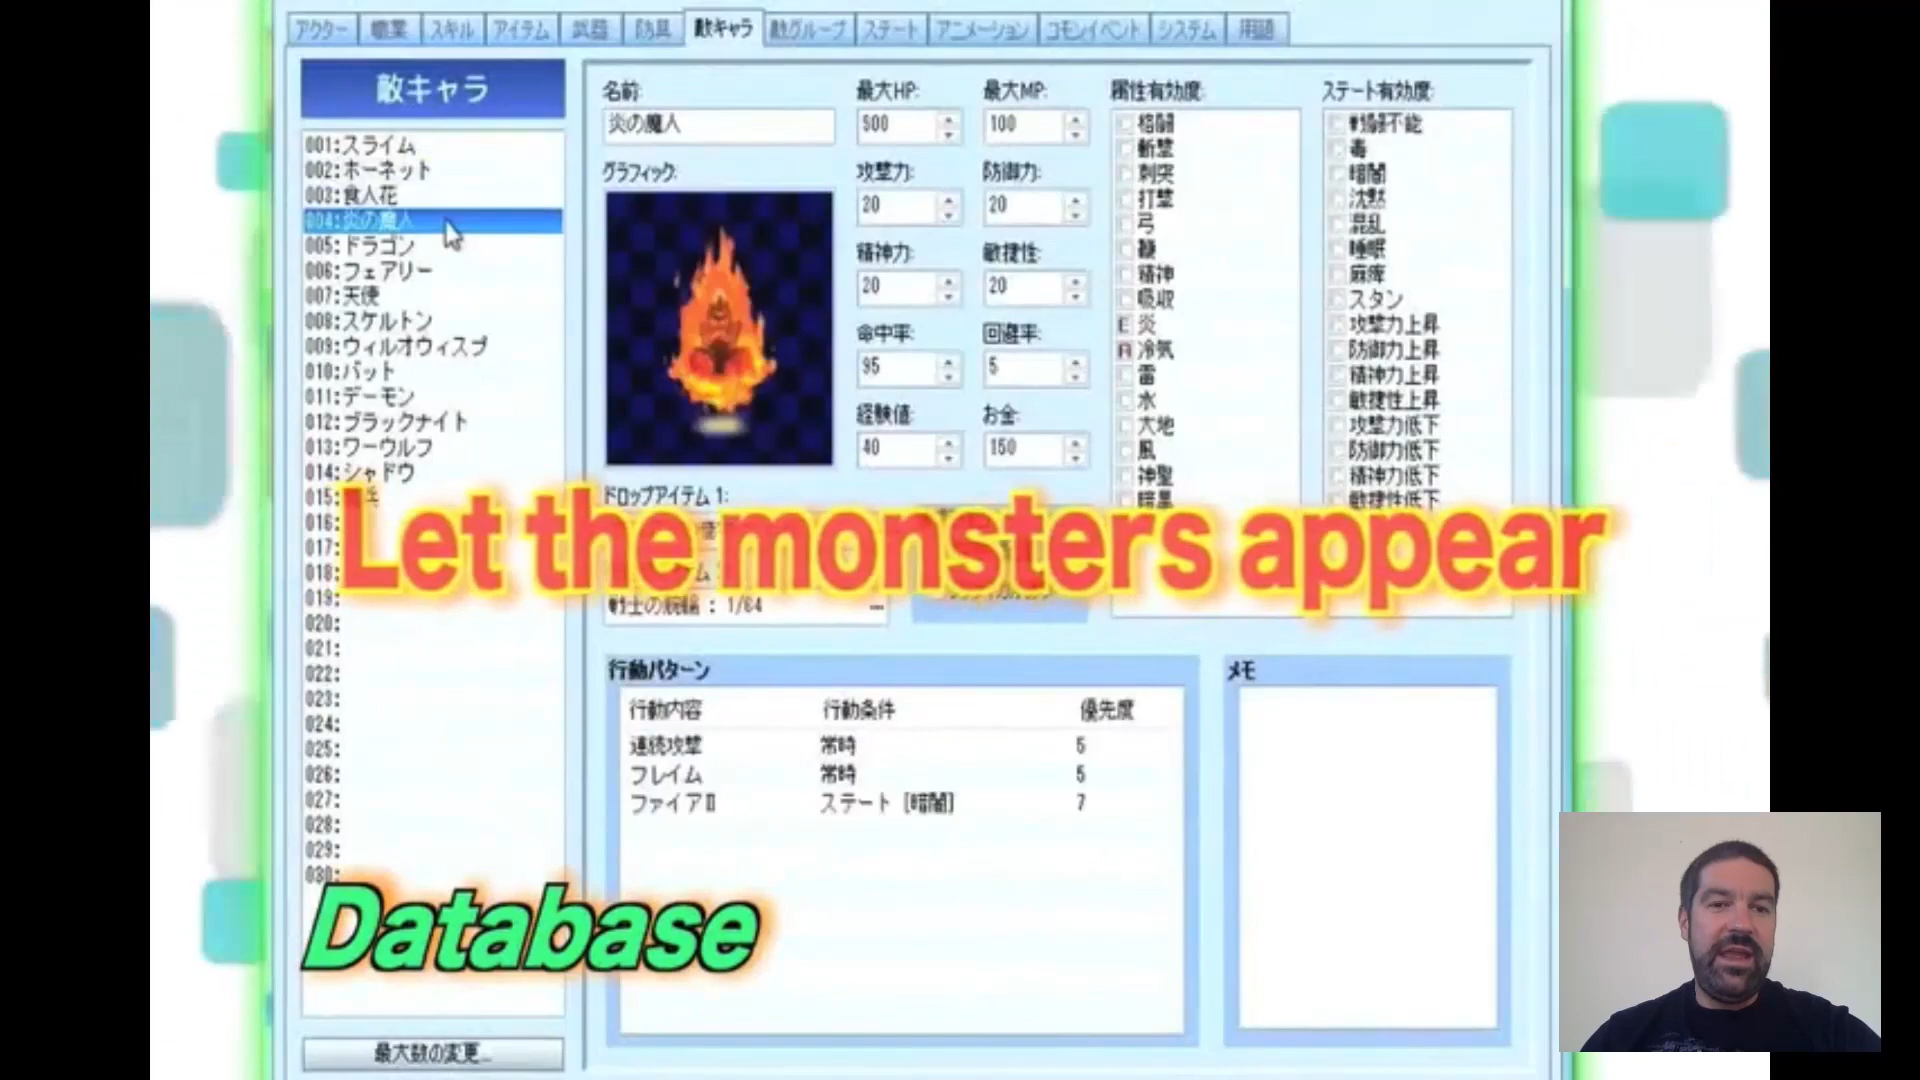 アクター 職業 スキル アイテム 武器 防具 敵キャラ 敵グループ ステート アニメーション コモンイベント システム 用語
敵キャラ
001:スライム
002:ホーネット
003:食人花
004:炎の魔人
005:ドラゴン
006:フェアリー
007:天使
008:スケルトン
009:ウィルオウィスプ
010:バット
011:デーモン
012:ブラックナイト
013:ワーウルフ
014:シャドウ
015:
016:
017:
018:
019:
020:
021:
022:
023:
024:
025:
026:
027:
028:
029:
030:
最大数の変更...
名前:
炎の魔人
グラフィック:
最大HP: 最大MP:
500 100
攻撃力: 防御力:
20 20
精神力: 敏捷性:
20 20
命中率: 回避率:
95 5
経験値: お金:
40 150
ドロップアイテム 1:
戦士の腕輪 : 1/64
属性有効度:
格闘
斬撃
刺突
打撃
弓
鞭
精神
吸収
E 炎
A 冷気
雷
水
大地
風
神聖
暗黒
ステート有効度:
戦闘不能
毒
暗闇
沈黙
混乱
睡眠
麻痺
スタン
攻撃力上昇
防御力上昇
精神力上昇
敏捷性上昇
攻撃力低下
防御力低下
精神力低下
敏捷性低下
Let the monsters appear
行動パターン
行動内容 行動条件 優先度
連続攻撃 常時 5
フレイム 常時 5
ファイアⅡ ステート [暗闇] 7
メモ
Database